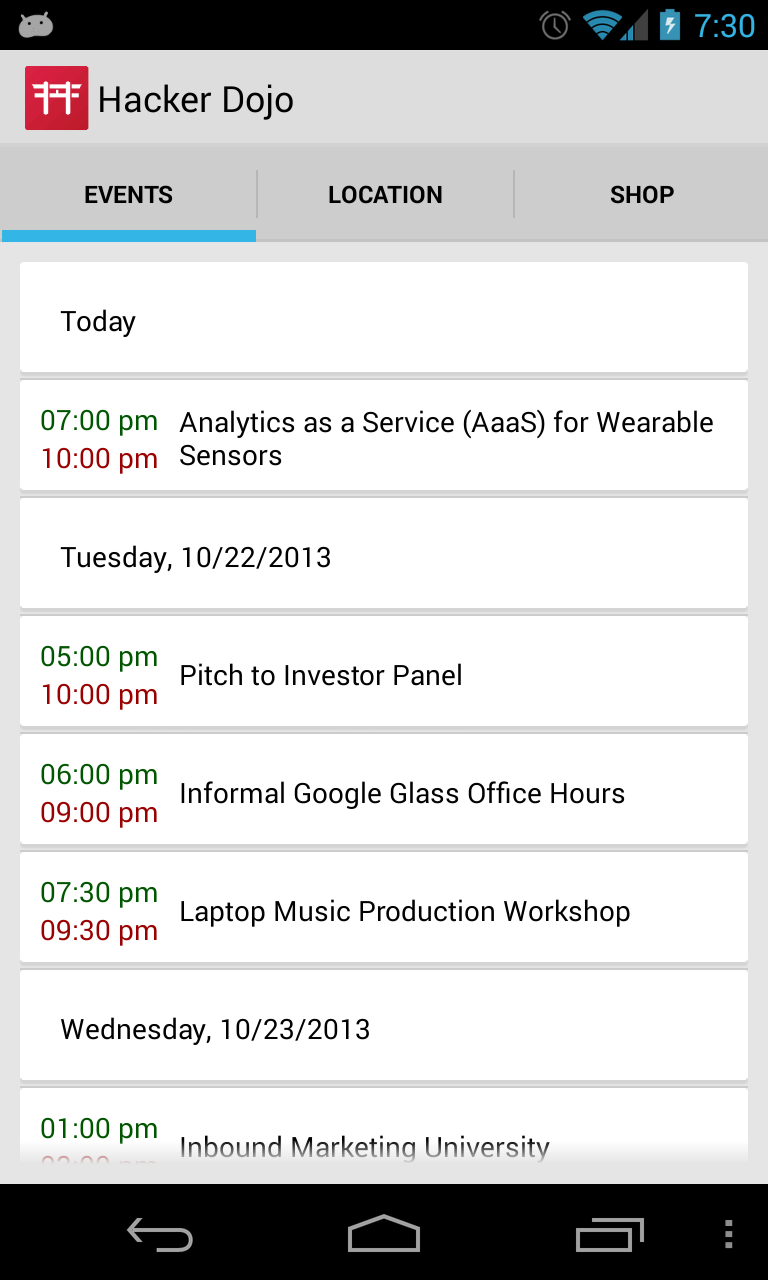 7:30
Hacker Dojo
EVENTS
LOCATION
SHOP
Today
07:00 pm
10:00 pm
Analytics as a Service (AaaS) for Wearable
Sensors
Tuesday, 10/22/2013
05:00 pm
10:00 pm
Pitch to Investor Panel
06:00 pm
09:00 pm
Informal Google Glass Office Hours
07:30 pm
09:30 pm
Laptop Music Production Workshop
Wednesday, 10/23/2013
01:00 pm
Inbound Marketing University